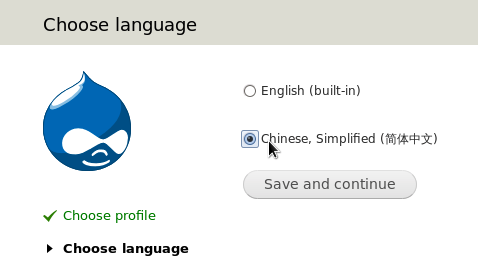 Choose language
English (built-in)
Chinese, Simplified (简体中文)
Save and continue
Choose profile
Choose language